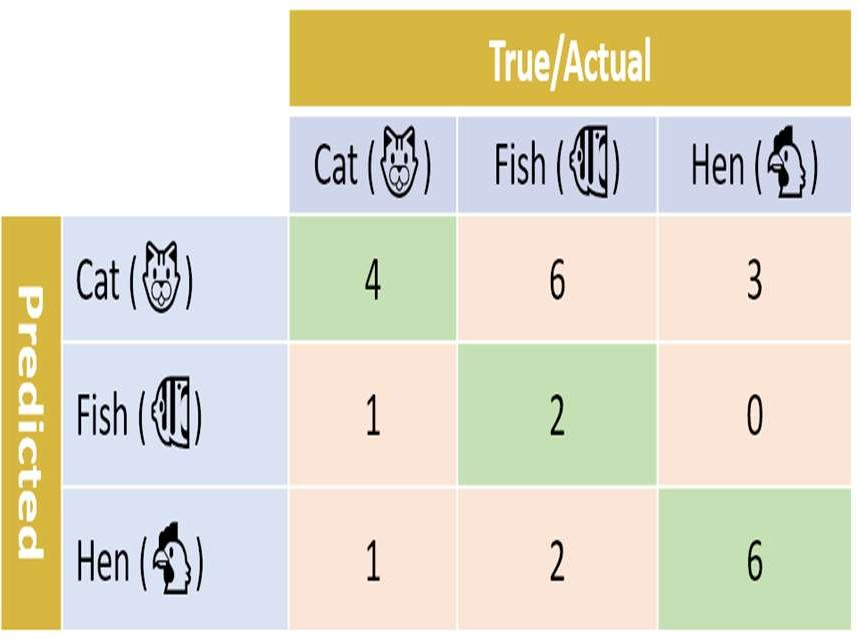 True/Actual
Cat () Fish () Hen ()
Predicted
Cat () 4 6 3
Fish () 1 2 0
Hen () 1 2 6